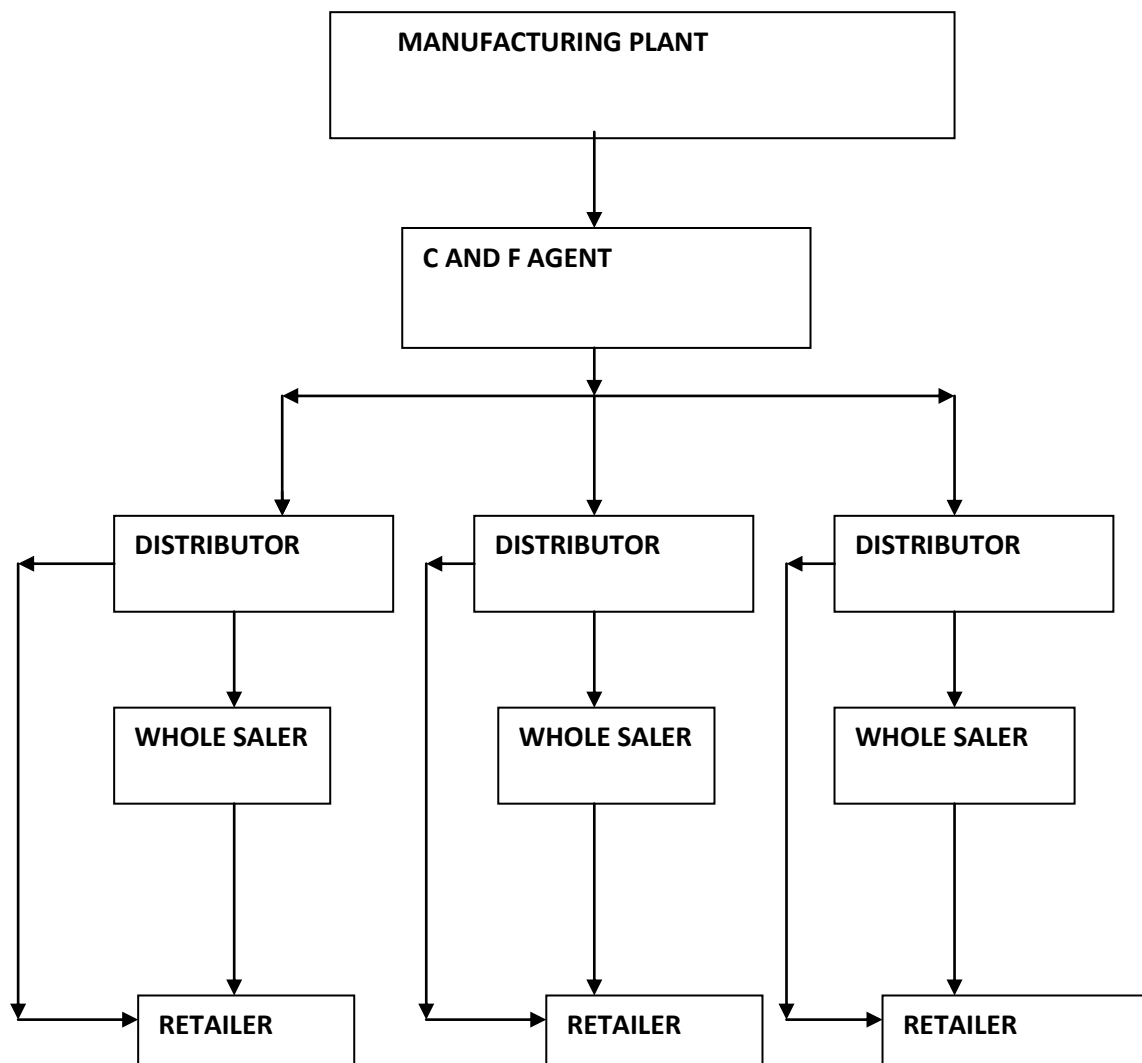 MANUFACTURING PLANT
C AND F AGENT
DISTRIBUTOR
DISTRIBUTOR
DISTRIBUTOR
WHOLE SALER
WHOLE SALER
WHOLE SALER
RETAILER
RETAILER
RETAILER